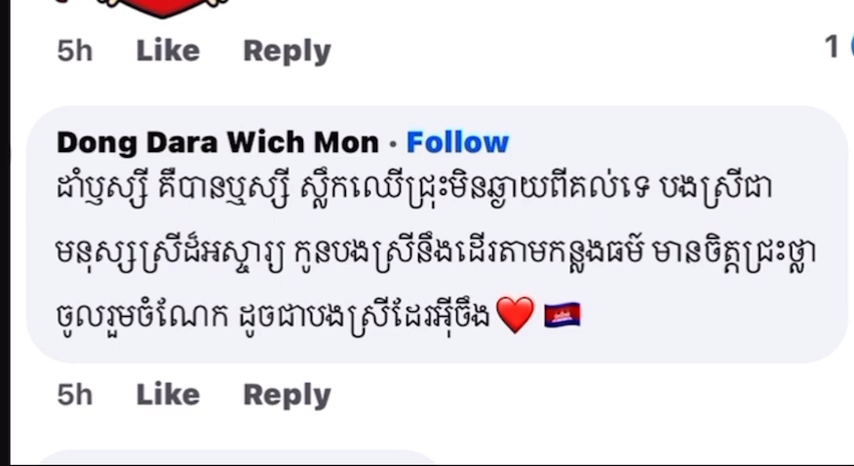 5h Like Reply 1
Dong Dara Wich Mon · Follow
ដាំឫស្សី គឺបានឬស្សី ស្លឹកឈើជ្រុះមិនឆ្ងាយពីគល់ទេ បងស្រីជា
មនុស្សស្រីដ៏អស្ចារ្យ កូនបងស្រីនឹងដើរតាមកន្លងធម៍ មានចិត្តជ្រះថ្លា
ចូលរួមចំណែក ដូចជាបងស្រីដែរអ៊ីចឹង❤️ 🇰🇭
5h Like Reply